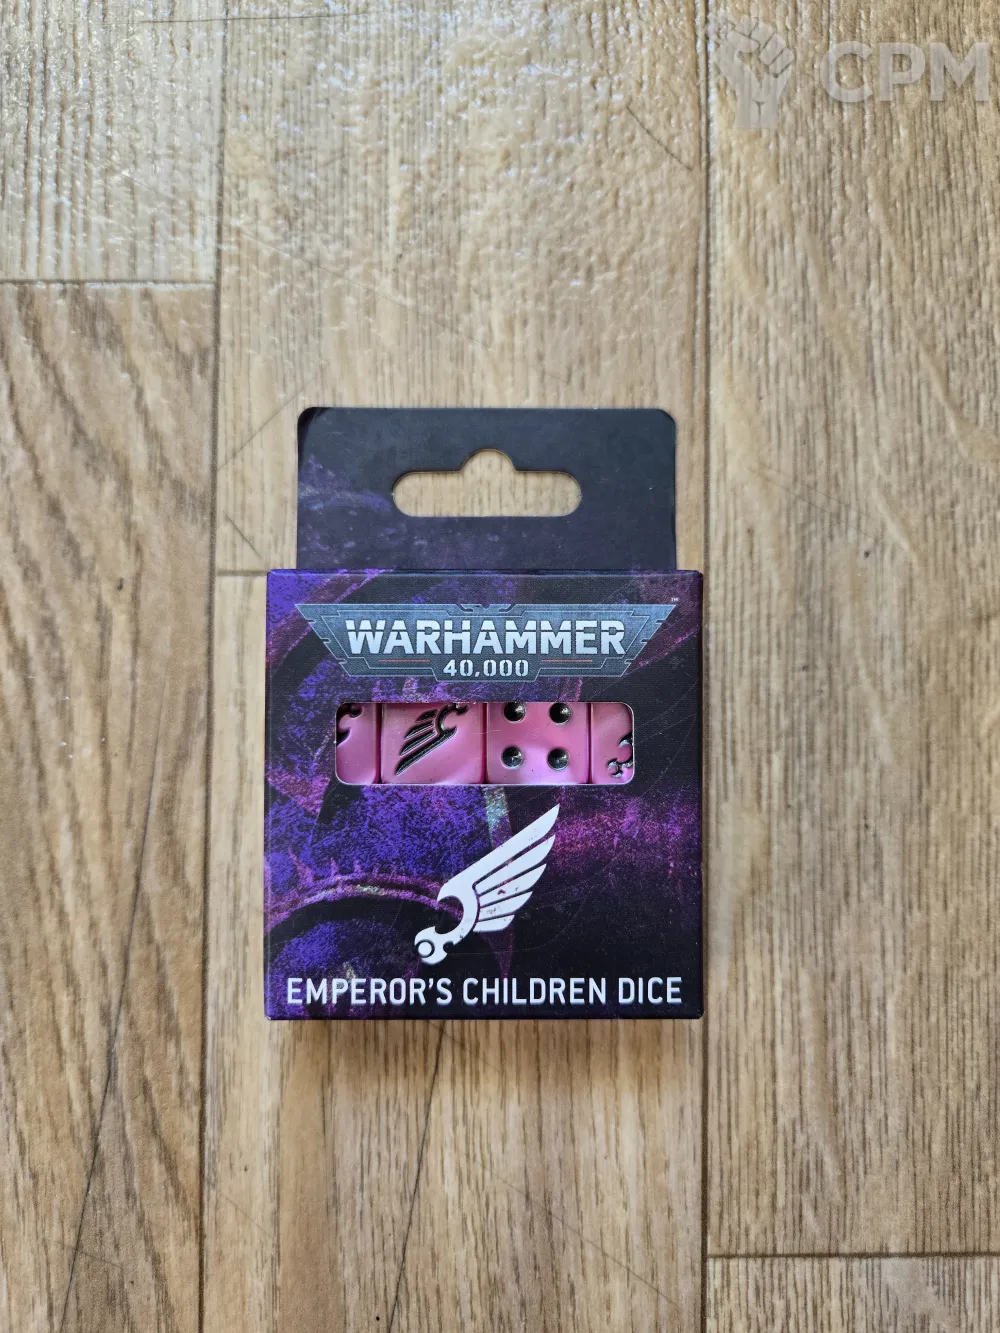 CPM
WARHAMMER
40,000
EMPEROR'S CHILDREN DICE